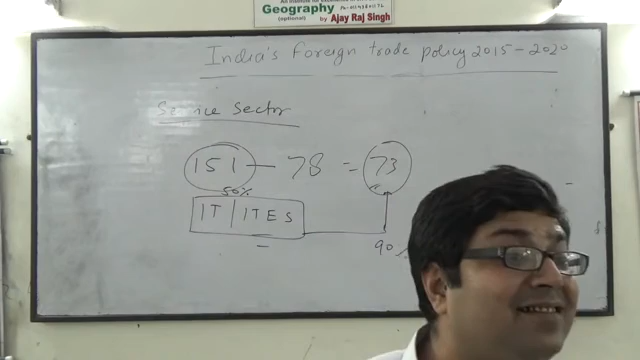 Geography
(optional) by Ajay Raj Singh
India's foreign trade policy 2015-2020
Service Sector
151 - 78 = 73
50%
IT / ITES
90